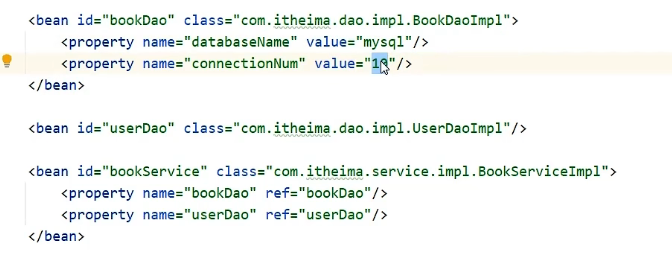 <bean id="bookDao" class="com.itheima.dao.impl.BookDaoImpl">
<property name="databaseName" value="mysql"/>
<property name="connectionNum" value="10"/>
</bean>
<bean id="userDao" class="com.itheima.dao.impl.UserDaoImpl"/>
<bean id="bookService" class="com.itheima.service.impl.BookServiceImpl">
<property name="bookDao" ref="bookDao"/>
<property name="userDao" ref="userDao"/>
</bean>